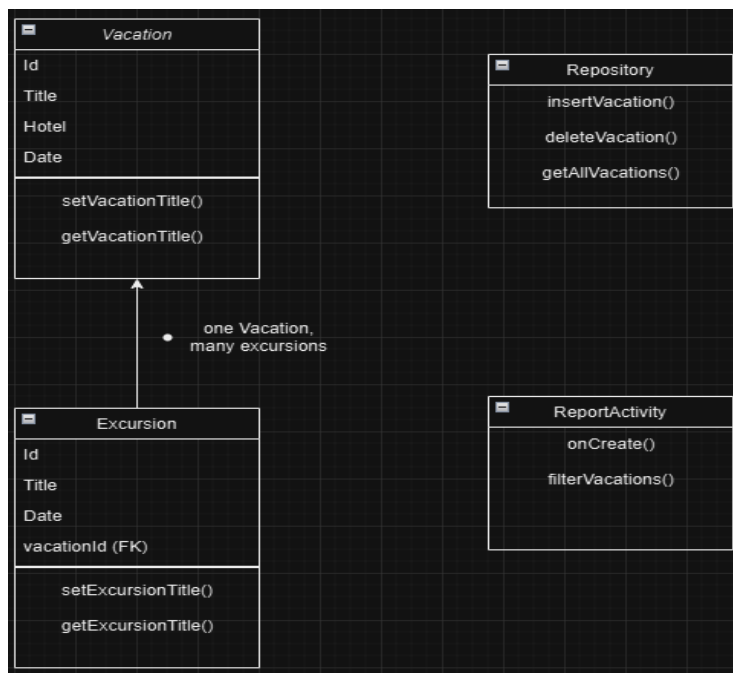 Vacation
Id
Title
Hotel
Date
setVacationTitle()
getVacationTitle()
one Vacation,
many excursions
Excursion
Id
Title
Date
vacationId (FK)
setExcursionTitle()
getExcursionTitle()
Repository
insertVacation()
deleteVacation()
getAllVacations()
ReportActivity
onCreate()
filterVacations()